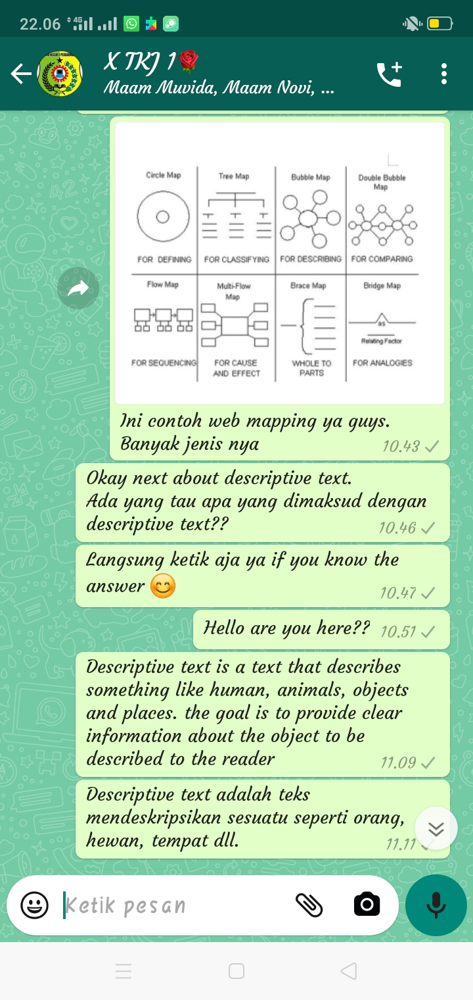 22.06
4G
X TKJ 1🌹
Maam Muvida, Maam Novi, ...
Circle Map
Tree Map
Bubble Map
Double Bubble
Map
FOR DEFINING
FOR CLASSIFYING
FOR DESCRIBING
FOR COMPARING
Flow Map
Multi-Flow
Map
Brace Map
Bridge Map
as
Relating Factor
FOR SEQUENCING
FOR CAUSE
AND EFFECT
WHOLE TO
PARTS
FOR ANALOGIES
Ini contoh web mapping ya guys.
Banyak jenis nya
10.43
Okay next about descriptive text.
Ada yang tau apa yang dimaksud dengan
descriptive text??
10.46
Langsung ketik aja ya if you know the
answer 😊
10.47
Hello are you here??
10.51
Descriptive text is a text that describes
something like human, animals, objects
and places. the goal is to provide clear
information about the object to be
described to the reader
11.09
Descriptive text adalah teks
mendeskripsikan sesuatu seperti orang,
hewan, tempat dll.
11.11
Ketik pesan